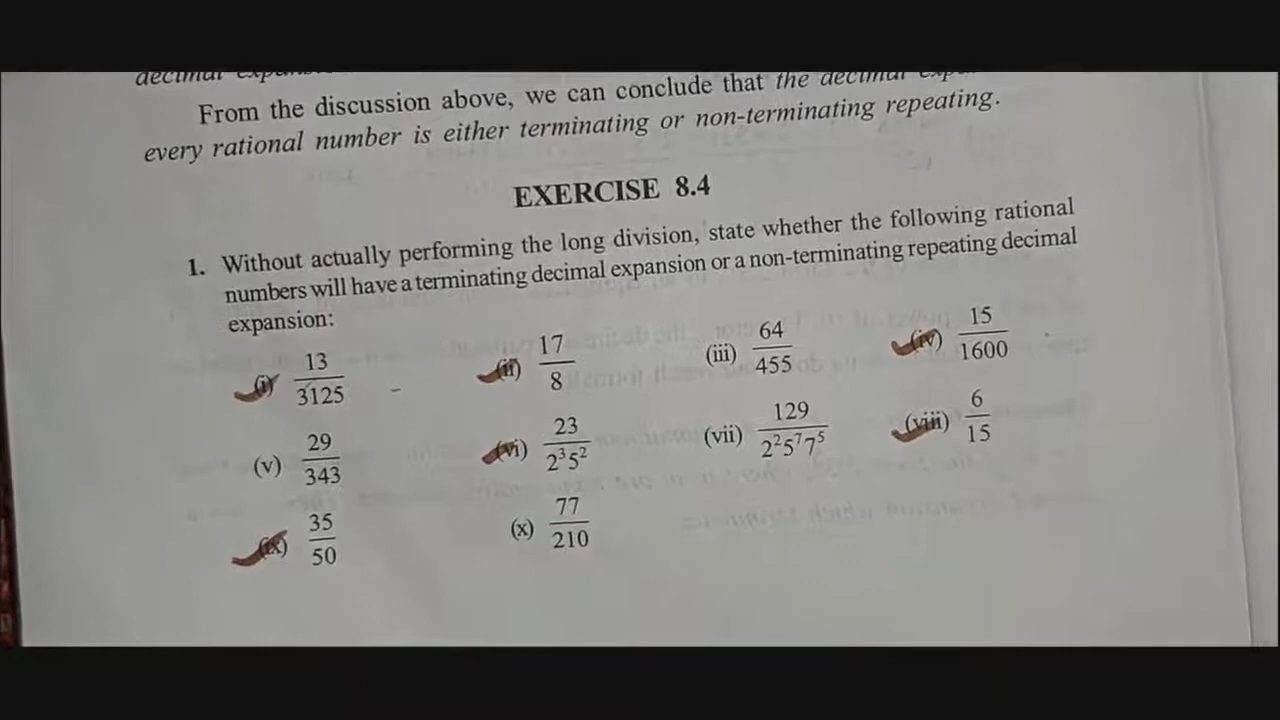 From the discussion above, we can conclude that the decimal
every rational number is either terminating or non-terminating repeating.
EXERCISE 8.4
1. Without actually performing the long division, state whether the following rational
numbers will have a terminating decimal expansion or a non-terminating repeating decimal
expansion:
(i) 13/3125 (ii) 17/8 (iii) 64/455 (iv) 15/1600
(v) 29/343 (vi) 23/2³5² (vii) 129/2²5⁷7⁵ (viii) 6/15
(ix) 35/50 (x) 77/210